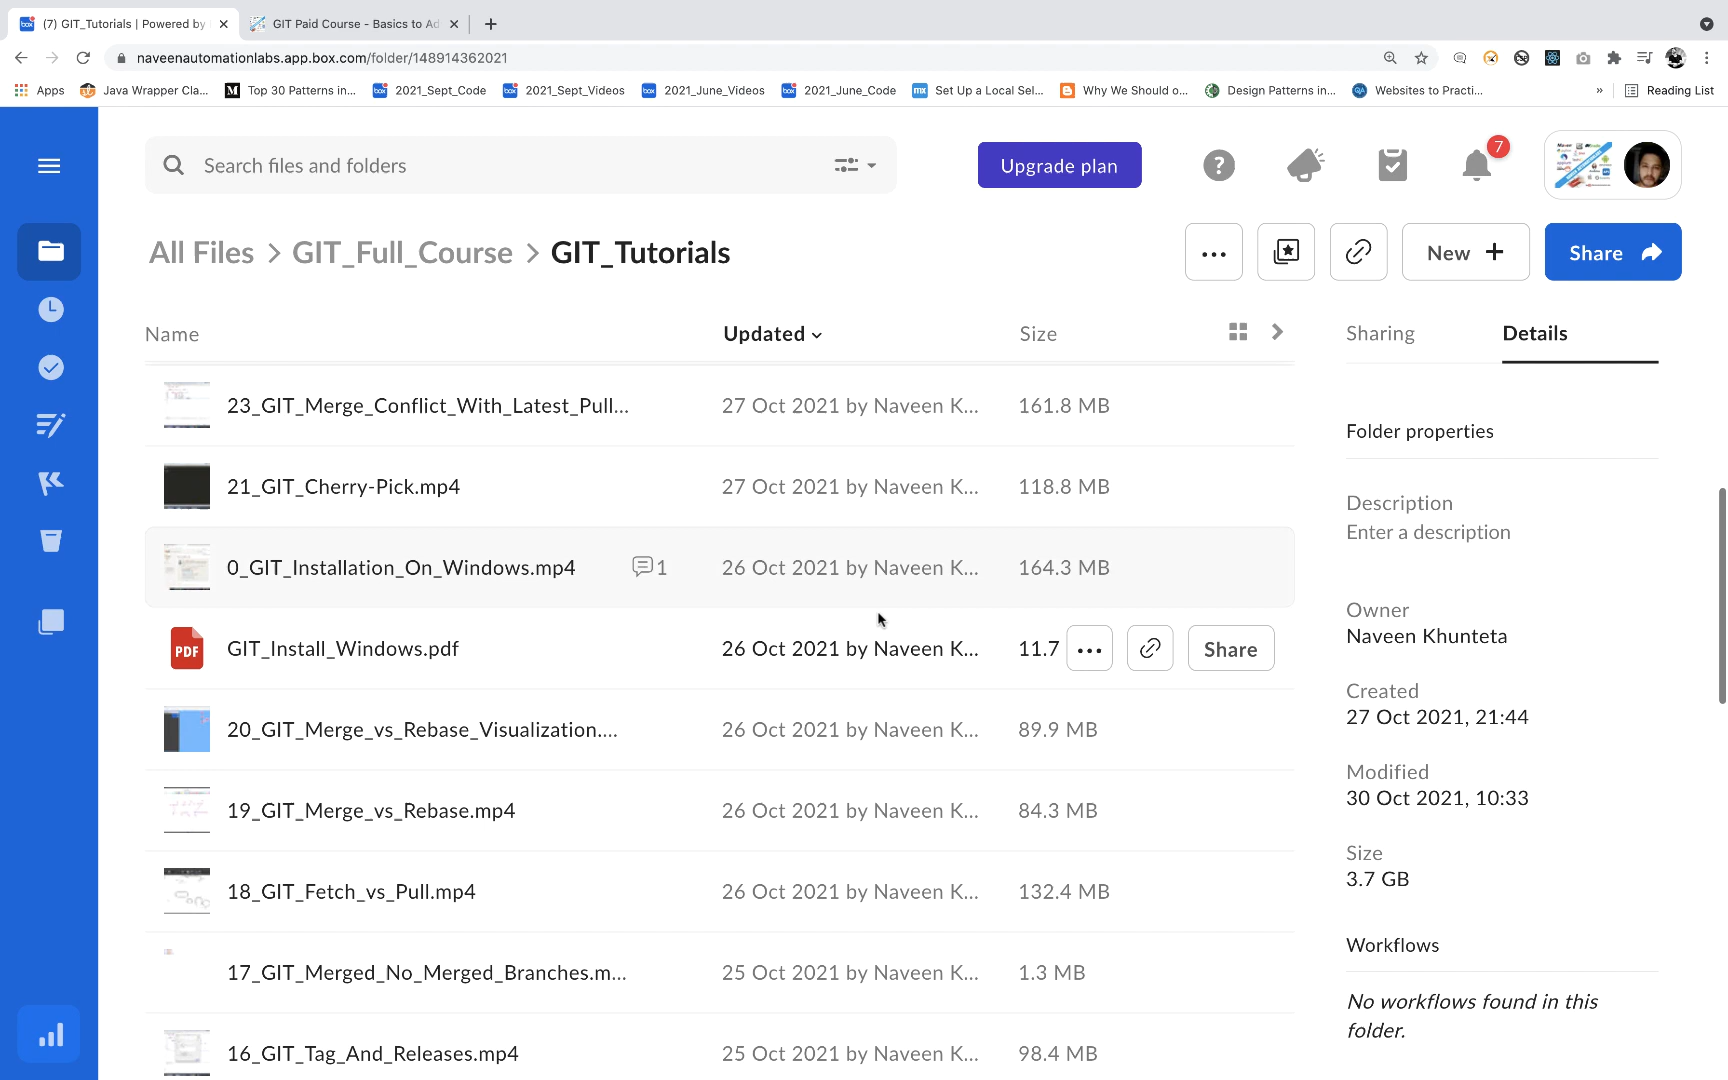 (7) GIT_Tutorials | Powered by
GIT Paid Course - Basics to Ad
naveenautomationlabs.app.box.com/folder/148914362021
Apps
Java Wrapper Cla...
Top 30 Patterns in...
2021_Sept_Code
2021_Sept_Videos
2021_June_Videos
2021_June_Code
Set Up a Local Sel...
Why We Should o...
Design Patterns in...
Websites to Practi...
»
Reading List
Search files and folders
Upgrade plan
7
All Files > GIT_Full_Course > GIT_Tutorials
New +
Share
Name
Updated
Size
Sharing
Details
23_GIT_Merge_Conflict_With_Latest_Pull...
27 Oct 2021 by Naveen K...
161.8 MB
21_GIT_Cherry-Pick.mp4
27 Oct 2021 by Naveen K...
118.8 MB
0_GIT_Installation_On_Windows.mp4
1
26 Oct 2021 by Naveen K...
164.3 MB
PDF
GIT_Install_Windows.pdf
26 Oct 2021 by Naveen K...
11.7
Share
20_GIT_Merge_vs_Rebase_Visualization....
26 Oct 2021 by Naveen K...
89.9 MB
19_GIT_Merge_vs_Rebase.mp4
26 Oct 2021 by Naveen K...
84.3 MB
18_GIT_Fetch_vs_Pull.mp4
26 Oct 2021 by Naveen K...
132.4 MB
17_GIT_Merged_No_Merged_Branches.m...
25 Oct 2021 by Naveen K...
1.3 MB
16_GIT_Tag_And_Releases.mp4
25 Oct 2021 by Naveen K...
98.4 MB
Folder properties
Description
Enter a description
Owner
Naveen Khunteta
Created
27 Oct 2021, 21:44
Modified
30 Oct 2021, 10:33
Size
3.7 GB
Workflows
No workflows found in this
folder.